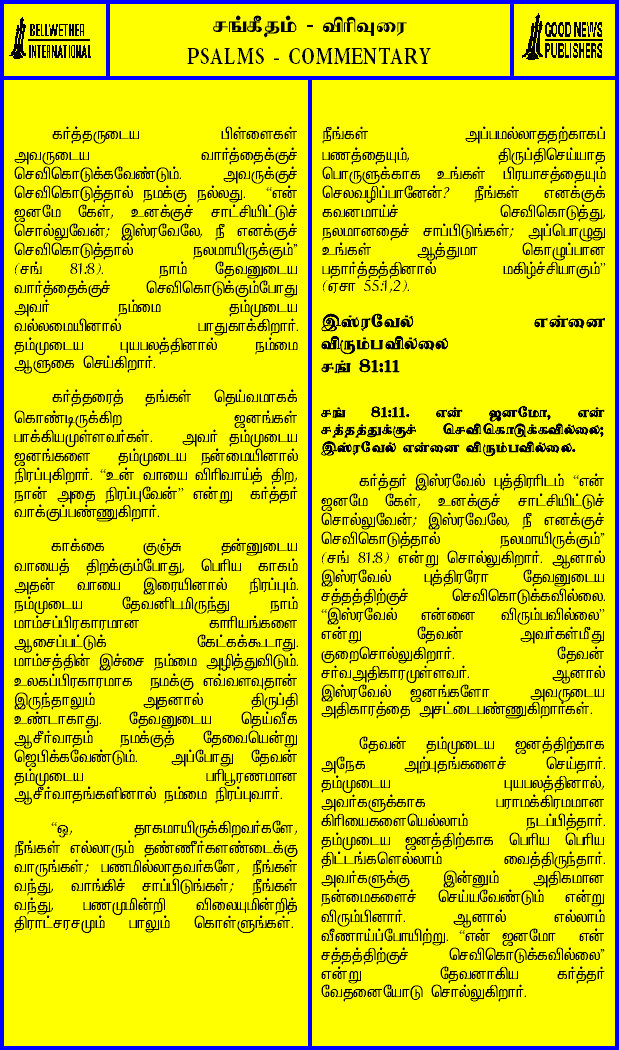 BELLWETHER
INTERNATIONAL
சங்கீதம் - விரிவுரை
PSALMS - COMMENTARY
GOOD NEWS
PUBLISHERS
கர்த்தருடைய பிள்ளைகள்
அவருடைய வார்த்தைக்குச்
செவிகொடுக்கவேண்டும். அவருக்குச்
செவிகொடுத்தால் நமக்கு நல்லது. “என்
ஜனமே கேள், உனக்குச் சாட்சியிட்டுச்
சொல்லுவேன்; இஸ்ரவேலே, நீ எனக்குச்
செவிகொடுத்தால் நலமாயிருக்கும்”
(சங் 81:8). நாம் தேவனுடைய
வார்த்தைக்குச் செவிகொடுக்கும்போது
அவர் நம்மை தம்முடைய
வல்லமையினால் பாதுகாக்கிறார்.
தம்முடைய புயபலத்தினால் நம்மை
ஆளுகை செய்கிறார்.
கர்த்தரைத் தங்கள் தெய்வமாகக்
கொண்டிருக்கிற ஜனங்கள்
பாக்கியமுள்ளவர்கள். அவர் தம்முடைய
ஜனங்களை தம்முடைய நன்மையினால்
நிரப்புகிறார். “உன் வாயை விரிவாய்த் திற,
நான் அதை நிரப்புவேன்” என்று கர்த்தர்
வாக்குப்பண்ணுகிறார்.
காக்கை குஞ்சு தன்னுடைய
வாயைத் திறக்கும்போது, பெரிய காகம்
அதன் வாயை இரையினால் நிரப்பும்.
நம்முடைய தேவனிடமிருந்து நாம்
மாம்சப்பிரகாரமான காரியங்களை
ஆசைப்பட்டுக் கேட்கக்கூடாது.
மாம்சத்தின் இச்சை நம்மை அழித்துவிடும்.
உலகப்பிரகாரமாக நமக்கு எவ்வளவுதான்
இருந்தாலும் அதனால் திருப்தி
உண்டாகாது. தேவனுடைய தெய்வீக
ஆசீர்வாதம் நமக்குத் தேவையென்று
ஜெபிக்கவேண்டும். அப்போது தேவன்
தம்முடைய பரிபூரணமான
ஆசீர்வாதங்களினால் நம்மை நிரப்புவார்.
“ஓ, தாகமாயிருக்கிறவர்களே,
நீங்கள் எல்லாரும் தண்ணீர்களண்டைக்கு
வாருங்கள்; பணமில்லாதவர்களே, நீங்கள்
வந்து, வாங்கிச் சாப்பிடுங்கள்; நீங்கள்
வந்து, பணமுமின்றி விலையுமின்றித்
திராட்சரசமும் பாலும் கொள்ளுங்கள்.
நீங்கள் அப்பமல்லாததற்காகப்
பணத்தையும், திருப்திசெய்யாத
பொருளுக்காக உங்கள் பிரயாசத்தையும்
செலவழிப்பானேன்? நீங்கள் எனக்குக்
கவனமாய்ச் செவிகொடுத்து,
நலமானதைச் சாப்பிடுங்கள்; அப்பொழுது
உங்கள் ஆத்துமா கொழுப்பான
பதார்த்தத்தினால் மகிழ்ச்சியாகும்”
(ஏசா 55:1,2).
இஸ்ரவேல் என்னை
விரும்பவில்லை
சங் 81:11
சங் 81:11. என் ஜனமோ, என்
சத்தத்துக்குச் செவிகொடுக்கவில்லை;
இஸ்ரவேல் என்னை விரும்பவில்லை.
கர்த்தர் இஸ்ரவேல் புத்திரரிடம் “என்
ஜனமே கேள், உனக்குச் சாட்சியிட்டுச்
சொல்லுவேன்; இஸ்ரவேலே, நீ எனக்குச்
செவிகொடுத்தால் நலமாயிருக்கும்”
(சங் 81:8) என்று சொல்லுகிறார். ஆனால்
இஸ்ரவேல் புத்திரரோ தேவனுடைய
சத்தத்திற்குச் செவிகொடுக்கவில்லை.
“இஸ்ரவேல் என்னை விரும்பவில்லை”
என்று தேவன் அவர்கள்மீது
குறைசொல்லுகிறார். தேவன்
சர்வஅதிகாரமுள்ளவர். ஆனால்
இஸ்ரவேல் ஜனங்களோ அவருடைய
அதிகாரத்தை அசட்டைபண்ணுகிறார்கள்.
தேவன் தம்முடைய ஜனத்திற்காக
அநேக அற்புதங்களைச் செய்தார்.
தம்முடைய புயபலத்தினால்,
அவர்களுக்காக பராமக்கிரமமான
கிரியைகளையெல்லாம் நடப்பித்தார்.
தம்முடைய ஜனத்திற்காக பெரிய பெரிய
திட்டங்களெல்லாம் வைத்திருந்தார்.
அவர்களுக்கு இன்னும் அதிகமான
நன்மைகளைச் செய்யவேண்டும் என்று
விரும்பினார். ஆனால் எல்லாம்
வீணாய்ப்போயிற்று. “என் ஜனமோ என்
சத்தத்திற்குச் செவிகொடுக்கவில்லை”
என்று தேவனாகிய கர்த்தர்
வேதனையோடு சொல்லுகிறார்.